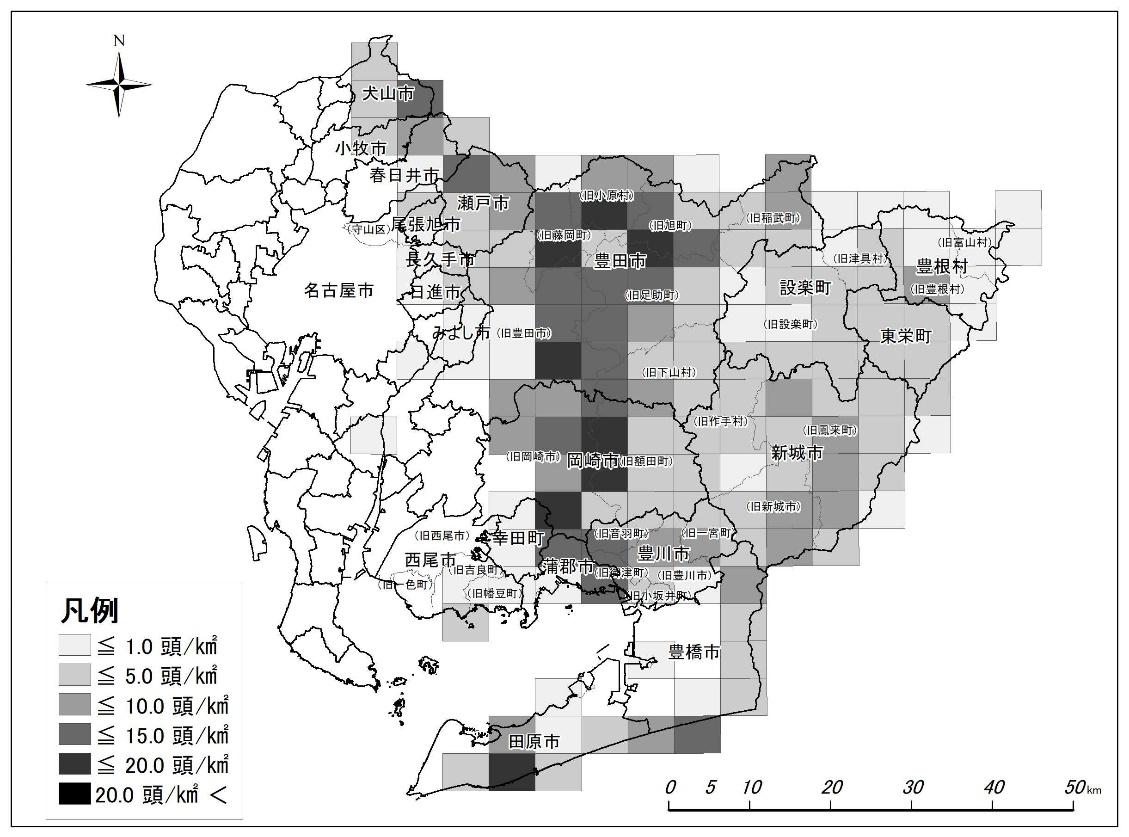 N
犬山市
小牧市
春日井市
瀬戸市
(旧小原村)
(旧稲武町)
尾張旭市
(守山区)
(旧藤岡町)
(旧旭町)
(旧富山村)
長久手市
豊田市
(旧津具村)
豊根村
名古屋市
日進市
(旧足助町)
設楽町
(旧豊根村)
みよし市
(旧豊田市)
(旧設楽町)
東栄町
(旧下山村)
(旧作手村)
(旧鳳来町)
(旧岡崎市)
岡崎市
(旧額田町)
新城市
(旧新城市)
(旧西尾市)
幸田町
(旧音羽町)
(旧一宮町)
西尾市
(旧吉良町)
蒲郡市
豊川市
(旧御津町)
(旧豊川市)
(旧一色町)
(旧幡豆町)
(旧小坂井町)
豊橋市
田原市
凡例
≦ 1.0 頭/㎢
≦ 5.0 頭/㎢
≦ 10.0 頭/㎢
≦ 15.0 頭/㎢
≦ 20.0 頭/㎢
20.0 頭/㎢ <
0 5 10 20 30 40 50 km